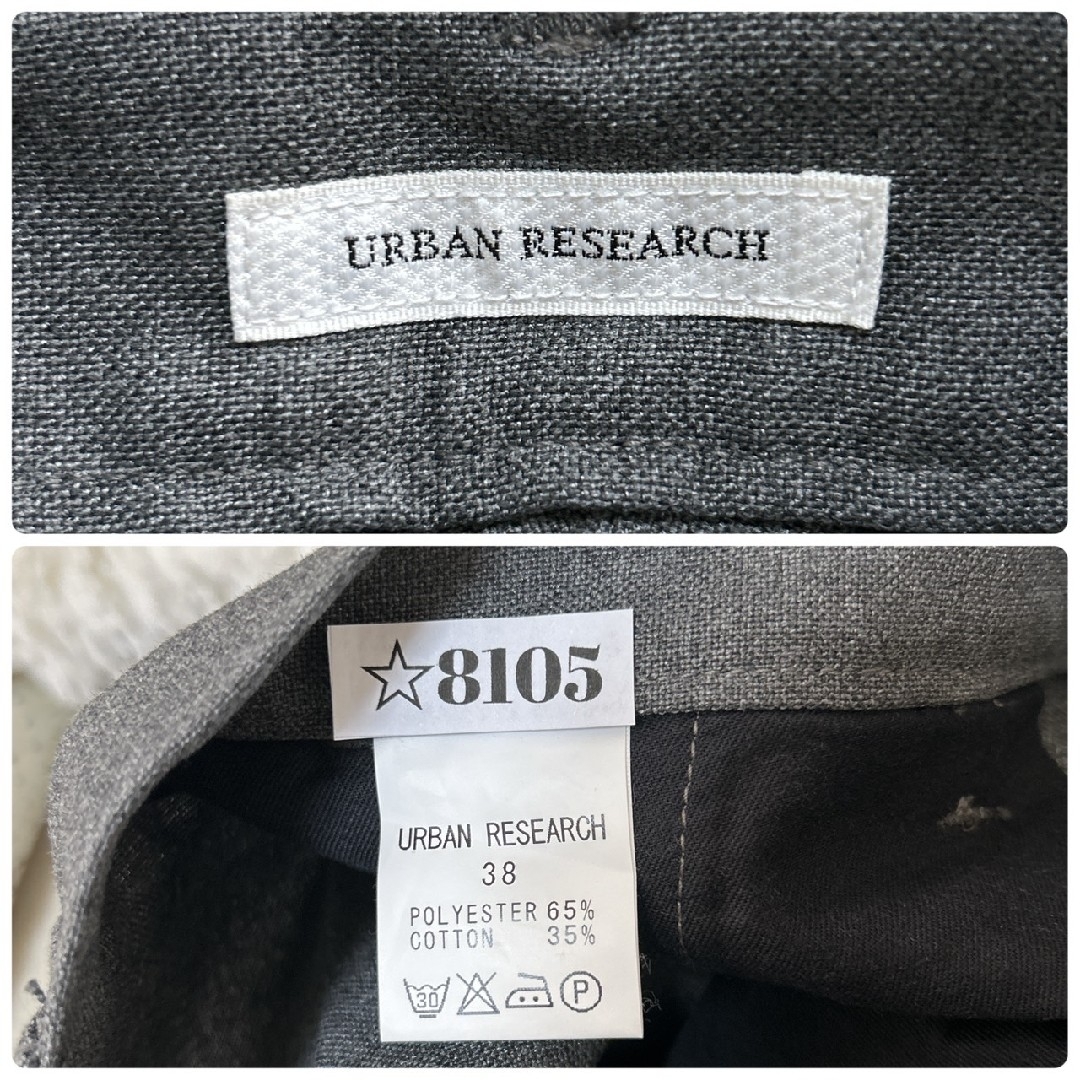 URBAN RESEARCH
☆8105
URBAN RESEARCH
38
POLYESTER 65%
COTTON 35%
30 P